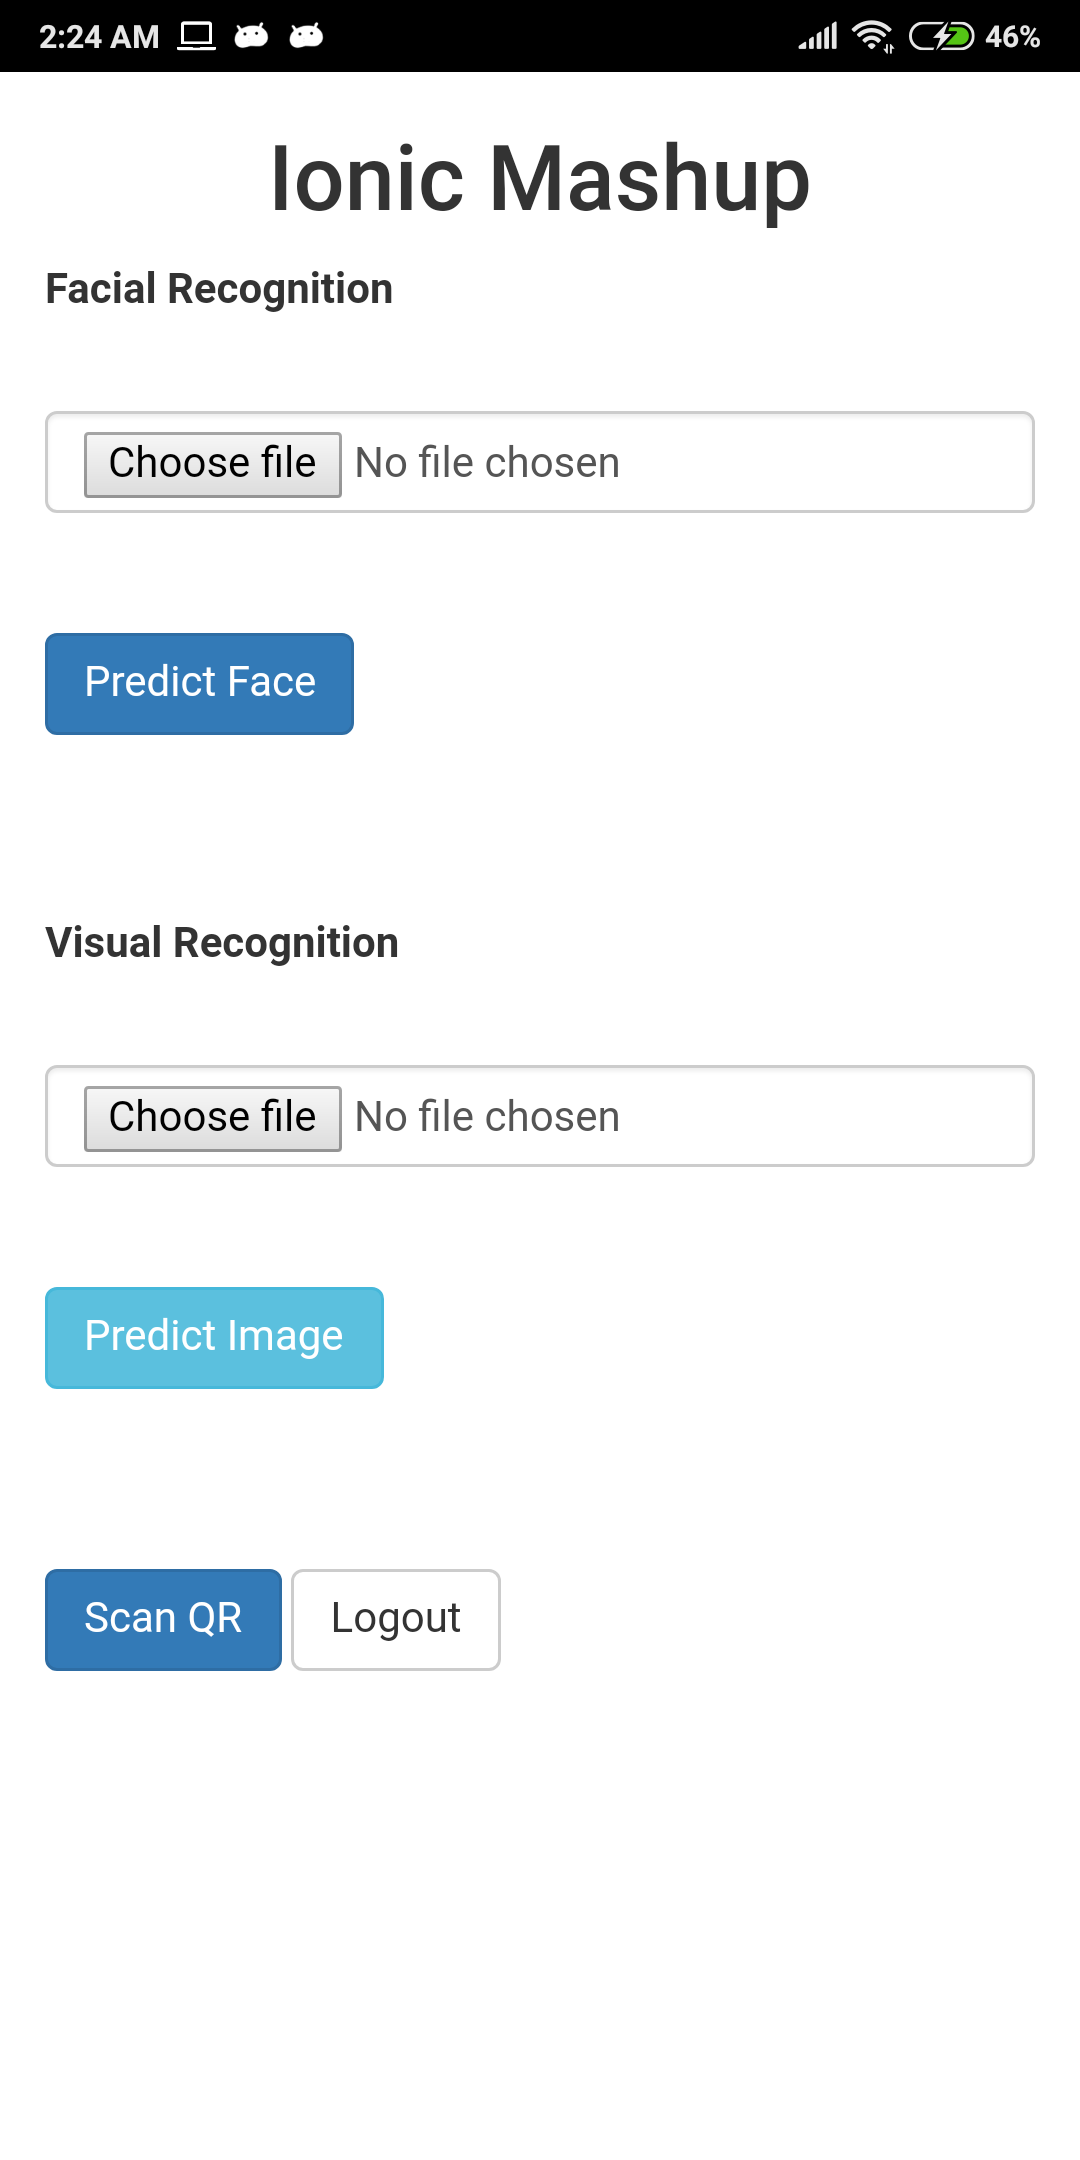 2:24 AM 46%
Ionic Mashup
Facial Recognition
Choose file No file chosen
Predict Face
Visual Recognition
Choose file No file chosen
Predict Image
Scan QR Logout